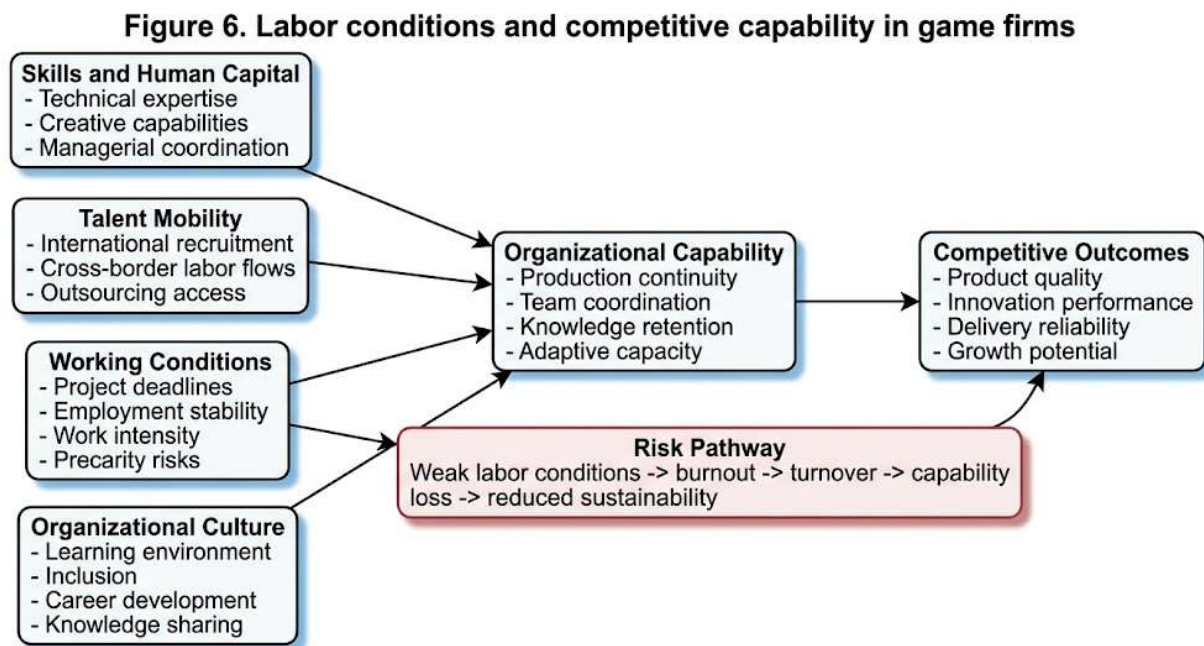 Figure 6. Labor conditions and competitive capability in game firms
Skills and Human Capital
- Technical expertise
- Creative capabilities
- Managerial coordination
Talent Mobility
- International recruitment
- Cross-border labor flows
- Outsourcing access
Working Conditions
- Project deadlines
- Employment stability
- Work intensity
- Precarity risks
Organizational Culture
- Learning environment
- Inclusion
- Career development
- Knowledge sharing
Organizational Capability
- Production continuity
- Team coordination
- Knowledge retention
- Adaptive capacity
Competitive Outcomes
- Product quality
- Innovation performance
- Delivery reliability
- Growth potential
Risk Pathway
Weak labor conditions -> burnout -> turnover -> capability
loss -> reduced sustainability